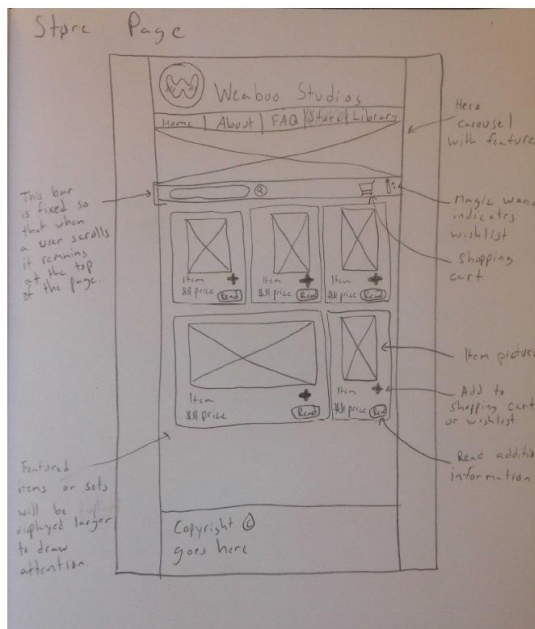 Store Page
W
Weaboo Studios
Home About FAQ Store Library
Hero
carousel
with feature
This bar
is fixed so
that when
a user scrolls
it remains
at the top
of the page.
Magic wand
indicates
wishlist
Shopping
cart
Item
$$ price Read
Item
$$ price Read
Item
$$ price Read
Item
$$ price
Read
Item
$$ price Read
Item picture
Add to
shopping cart
or wishlist
Read additio
information
Featured
items or sets
will be
displayed larger
to draw
attention.
Copyright ©
goes here